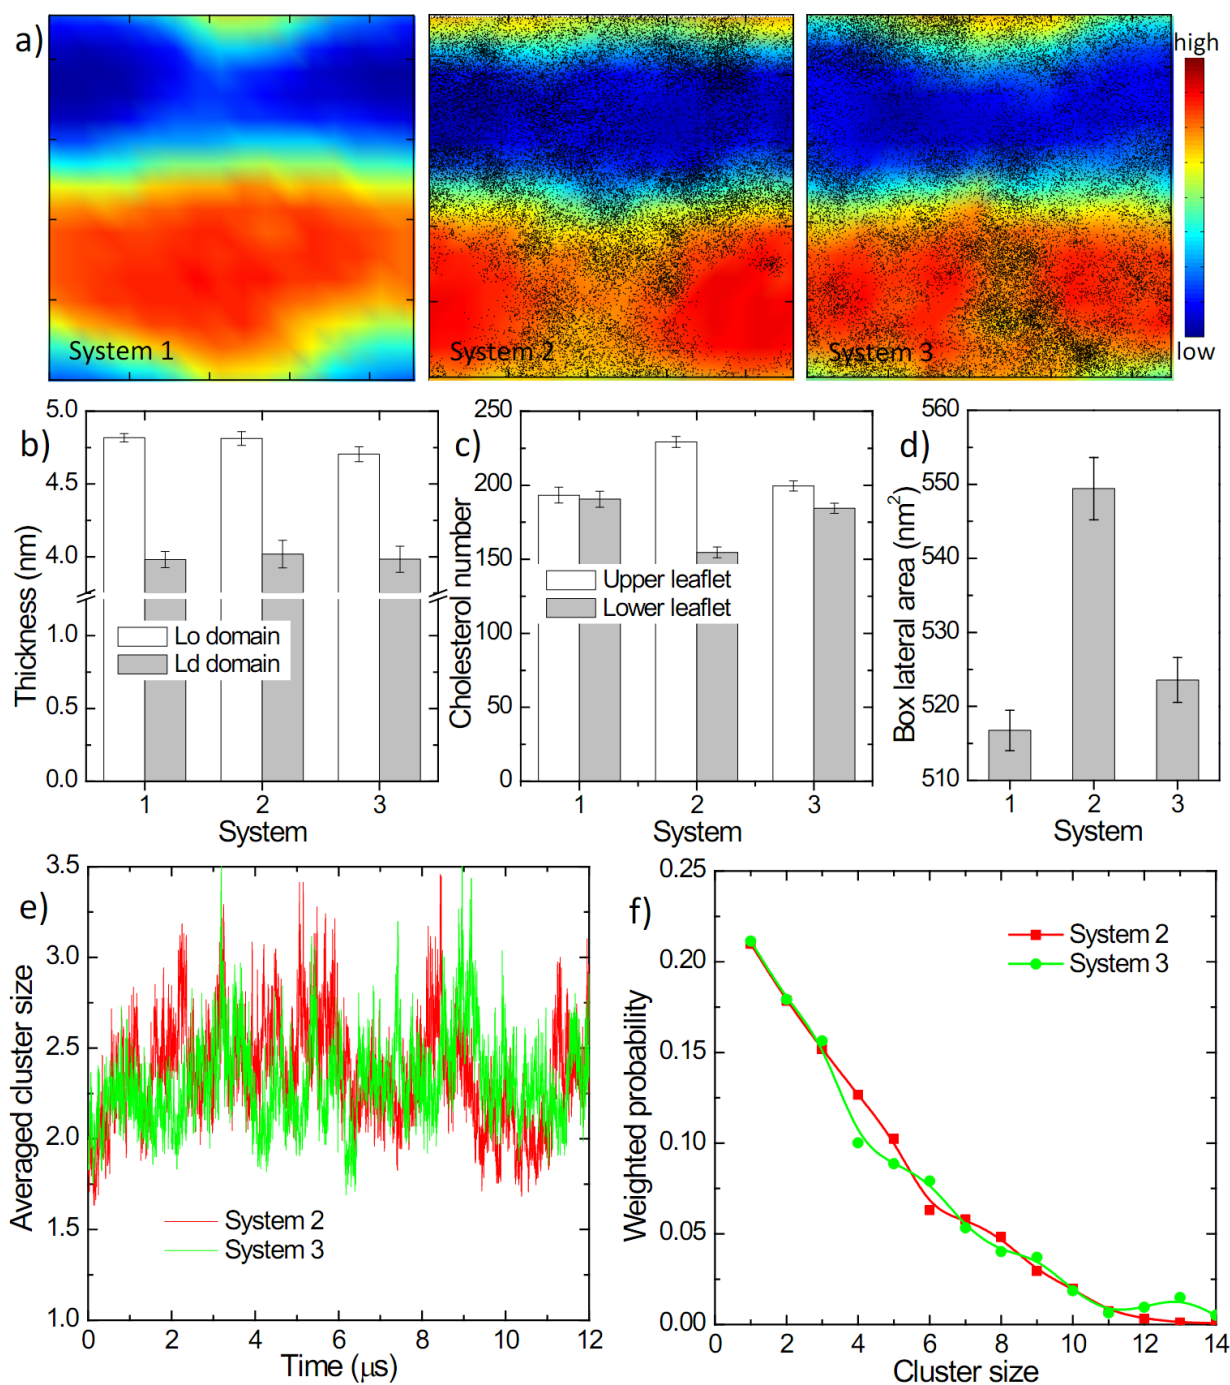 a)
System 1
System 2
System 3
high
low
b)
Thickness (nm)
5.0
4.5
4.0
1.0
0.5
0.0
Lo domain
Ld domain
1 2 3
System
c)
Cholesterol number
250
200
150
100
50
0
Upper leaflet
Lower leaflet
1 2 3
System
d)
Box lateral area (nm²)
560
550
540
530
520
510
1 2 3
System
e)
Averaged cluster size
3.5
3.0
2.5
2.0
1.5
1.0
System 2
System 3
0 2 4 6 8 10 12
Time (μs)
f)
Weighted probability
0.25
0.20
0.15
0.10
0.05
0.00
System 2
System 3
0 2 4 6 8 10 12 14
Cluster size